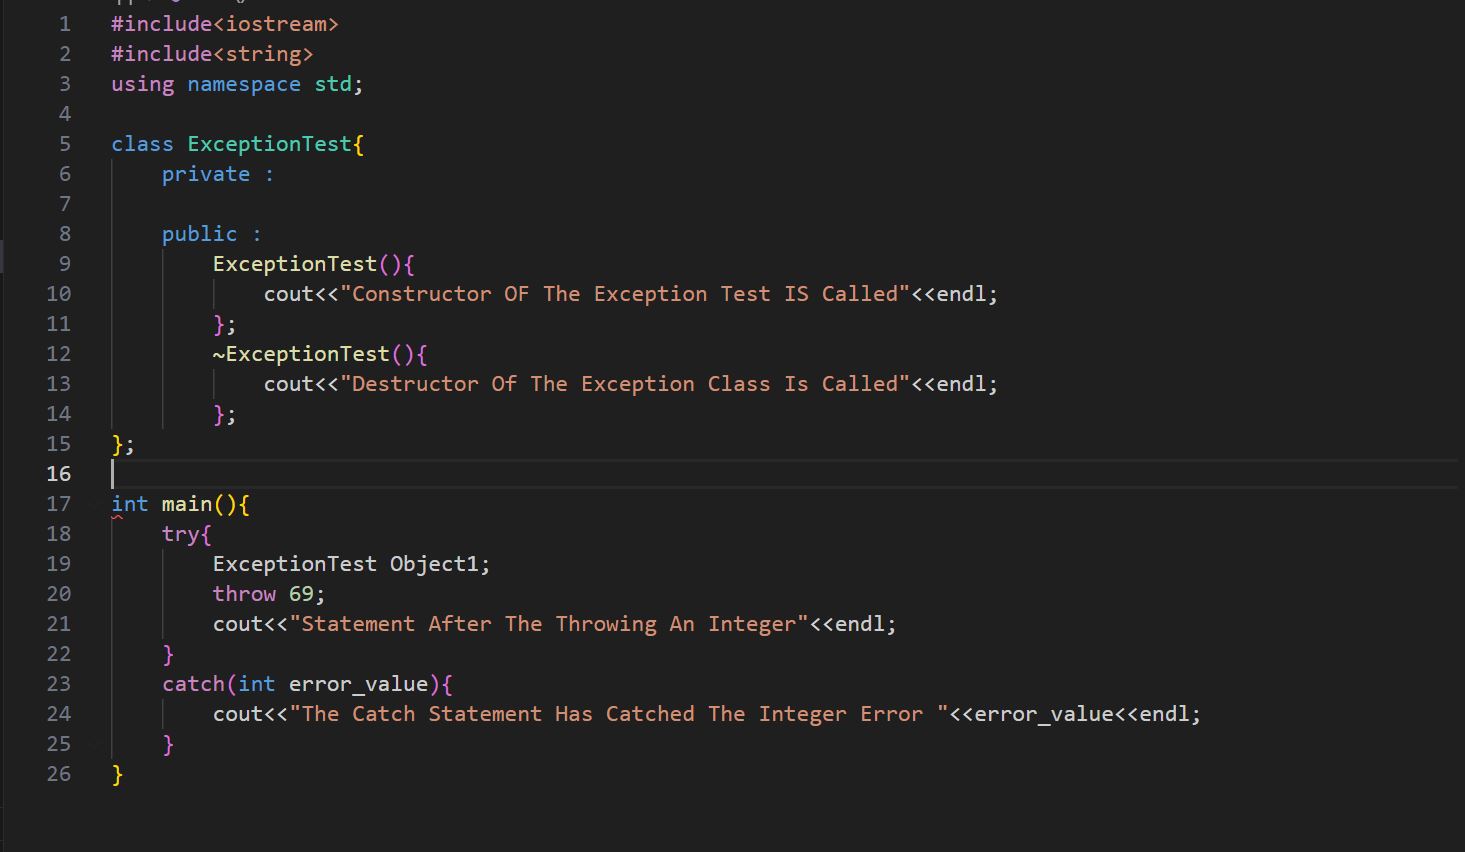 1 #include<iostream>
2 #include<string>
3 using namespace std;
4
5 class ExceptionTest{
6     private :
7
8     public :
9         ExceptionTest(){
10             cout<<"Constructor OF The Exception Test IS Called"<<endl;
11         };
12         ~ExceptionTest(){
13             cout<<"Destructor Of The Exception Class Is Called"<<endl;
14         };
15 };
16
17 int main(){
18     try{
19         ExceptionTest Object1;
20         throw 69;
21         cout<<"Statement After The Throwing An Integer"<<endl;
22     }
23     catch(int error_value){
24         cout<<"The Catch Statement Has Catched The Integer Error "<<error_value<<endl;
25     }
26 }